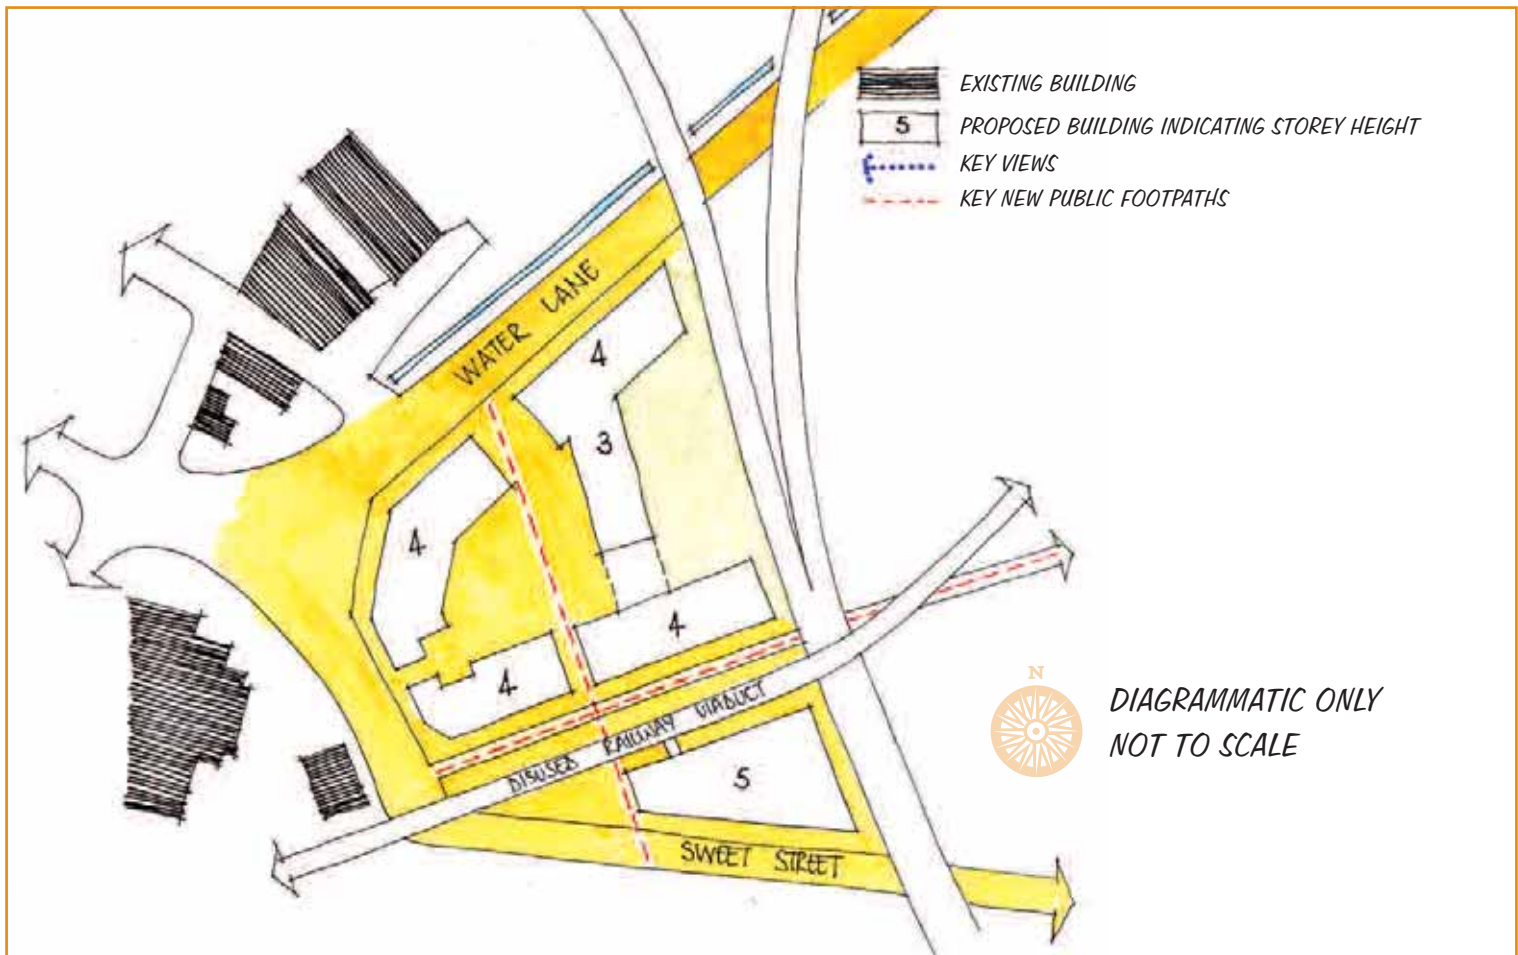 EXISTING BUILDING
5
PROPOSED BUILDING INDICATING STOREY HEIGHT
KEY VIEWS
KEY NEW PUBLIC FOOTPATHS
WATER LANE
4
3
4
4
4
DISUSED RAILWAY VIADUCT
5
SWEET STREET
N
DIAGRAMMATIC ONLY
NOT TO SCALE